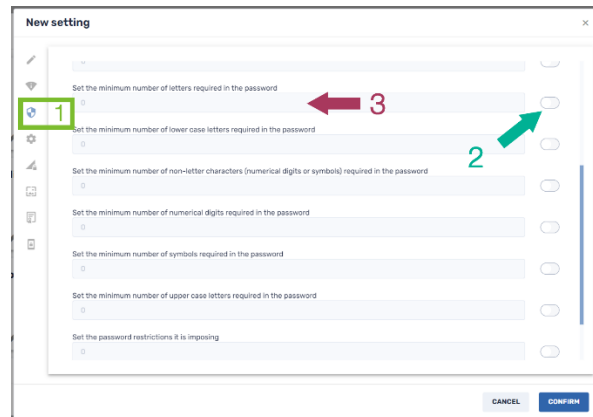 New setting
×
0
Set the minimum number of letters required in the password
0
3
1
Set the minimum number of lower case letters required in the password
0
2
Set the minimum number of non-letter characters (numerical digits or symbols) required in the password
0
Set the minimum number of numerical digits required in the password
0
Set the minimum number of symbols required in the password
0
Set the minimum number of upper case letters required in the password
0
Set the password restrictions it is imposing
0
CANCEL CONFIRM